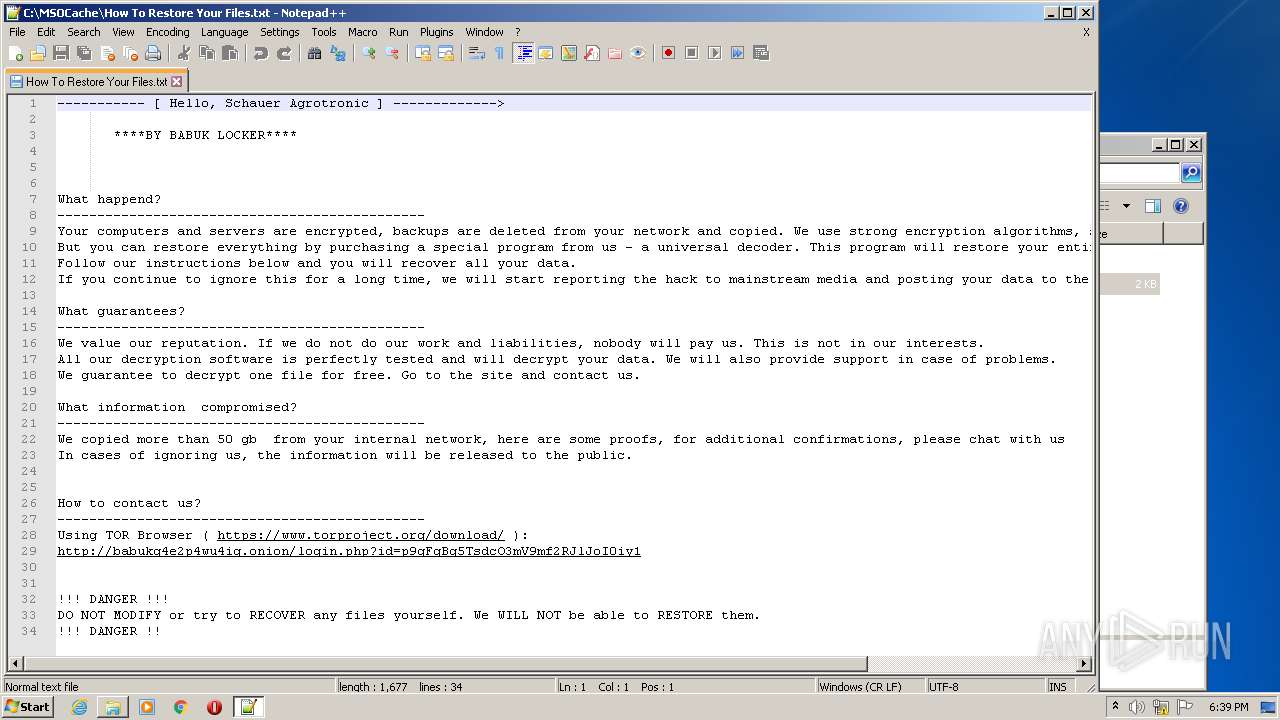 C:\MSOCache\How To Restore Your Files.txt - Notepad++
File Edit Search View Encoding Language Settings Tools Macro Run Plugins Window ? X
How To Restore Your Files.txt
1 ----------- [ Hello, Schauer Agrotronic ] ------------->
2
3 ****BY BABUK LOCKER****
4
5
6
7 What happend?
8 ----------------------------------------------
9 Your computers and servers are encrypted, backups are deleted from your network and copied. We use strong encryption algorithms,
10 But you can restore everything by purchasing a special program from us - a universal decoder. This program will restore your enti
11 Follow our instructions below and you will recover all your data.
12 If you continue to ignore this for a long time, we will start reporting the hack to mainstream media and posting your data to the
13
14 What guarantees?
15 ----------------------------------------------
16 We value our reputation. If we do not do our work and liabilities, nobody will pay us. This is not in our interests.
17 All our decryption software is perfectly tested and will decrypt your data. We will also provide support in case of problems.
18 We guarantee to decrypt one file for free. Go to the site and contact us.
19
20 What information  compromised?
21 ----------------------------------------------
22 We copied more than 50 gb  from your internal network, here are some proofs, for additional confirmations, please chat with us
23 In cases of ignoring us, the information will be released to the public.
24
25
26 How to contact us?
27 ----------------------------------------------
28 Using TOR Browser ( https://www.torproject.org/download/ ):
29
30
31
32 !!! DANGER !!!
33 DO NOT MODIFY or try to RECOVER any files yourself. We WILL NOT be able to RESTORE them.
34 !!! DANGER !!
2 KB
ANY RUN
Normal text file length : 1,677 lines : 34 Ln : 1 Col : 1 Pos : 1 Windows (CR LF) UTF-8 INS
Start 6:39 PM